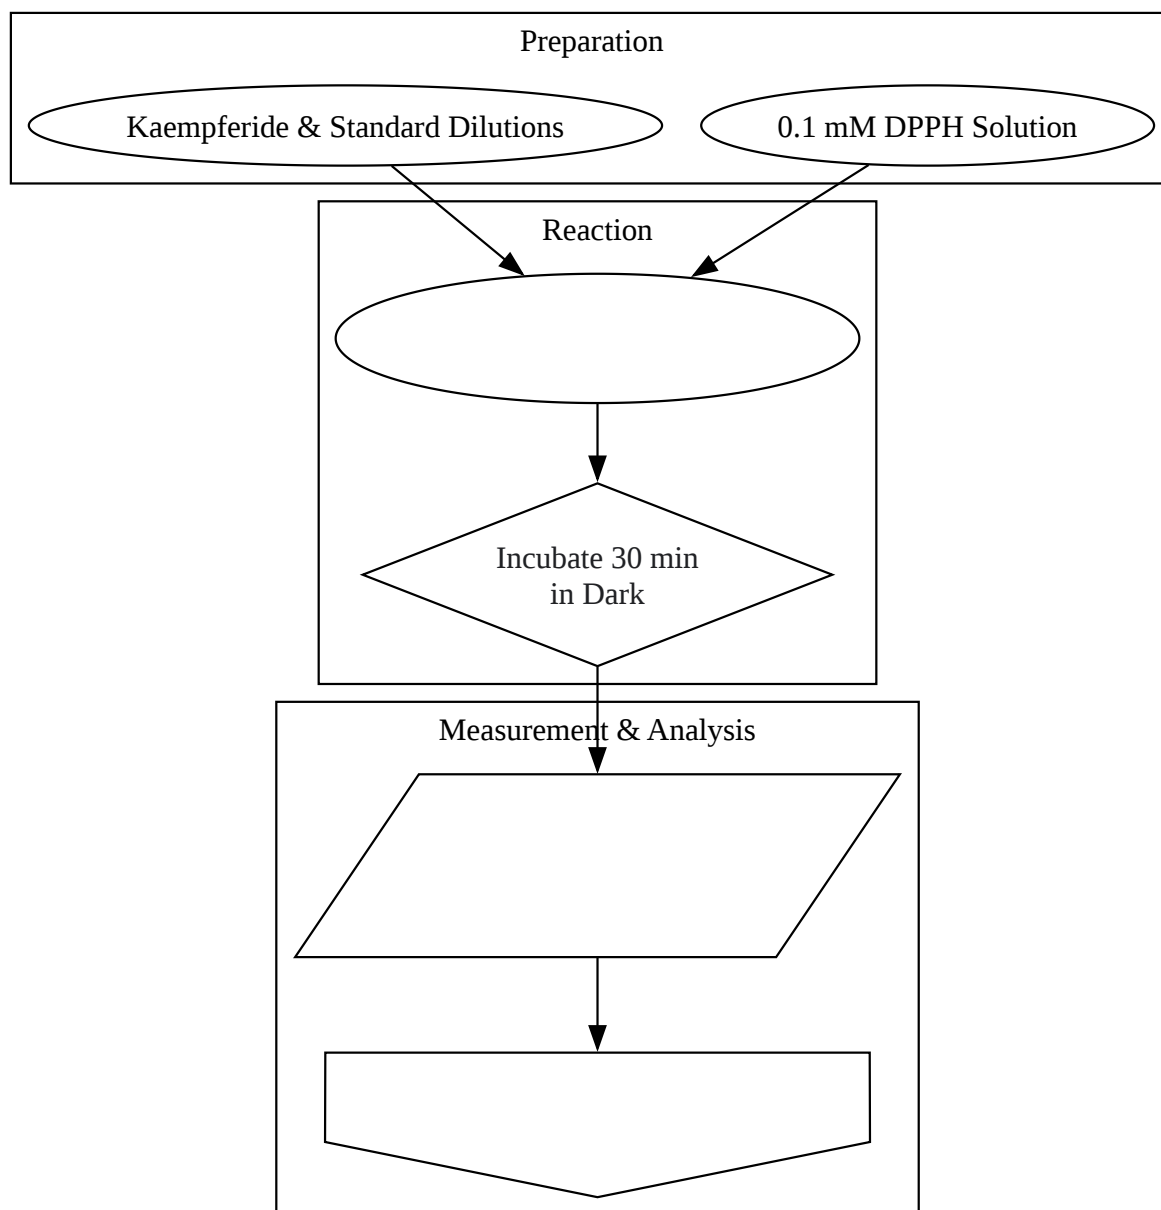 Preparation
Kaempferide & Standard Dilutions
0.1 mM DPPH Solution
Reaction
Incubate 30 min
in Dark
Measurement & Analysis